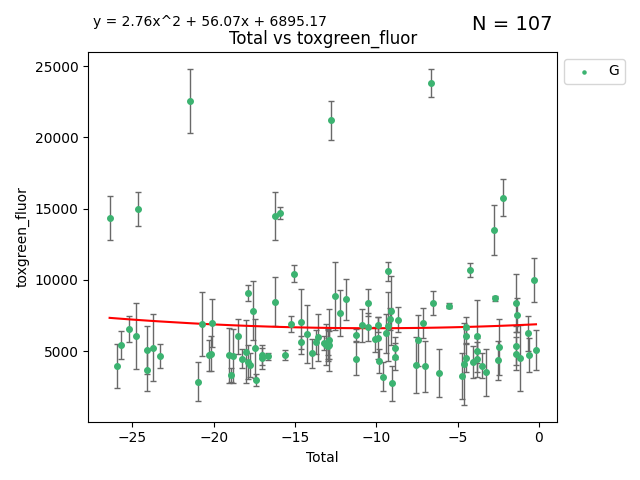 y = 2.76x^2 + 56.07x + 6895.17
N = 107
Total vs toxgreen_fluor
G
25000
20000
15000
10000
5000
toxgreen_fluor
−25 −20 −15 −10 −5 0
Total